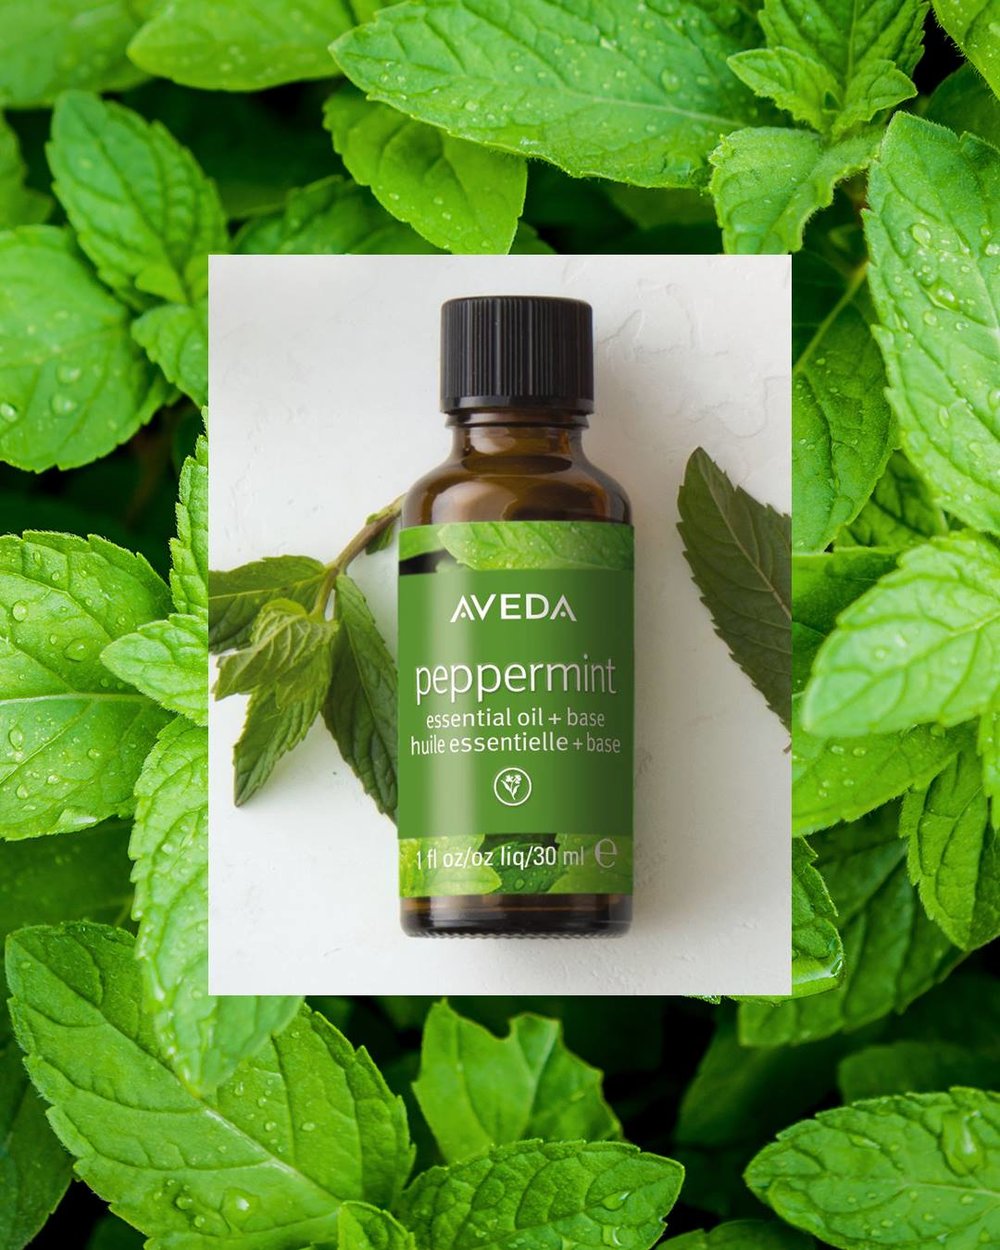 AVEDA
peppermint
essential oil + base
huile essentielle + base
1 fl oz/oz liq/30 ml ℮